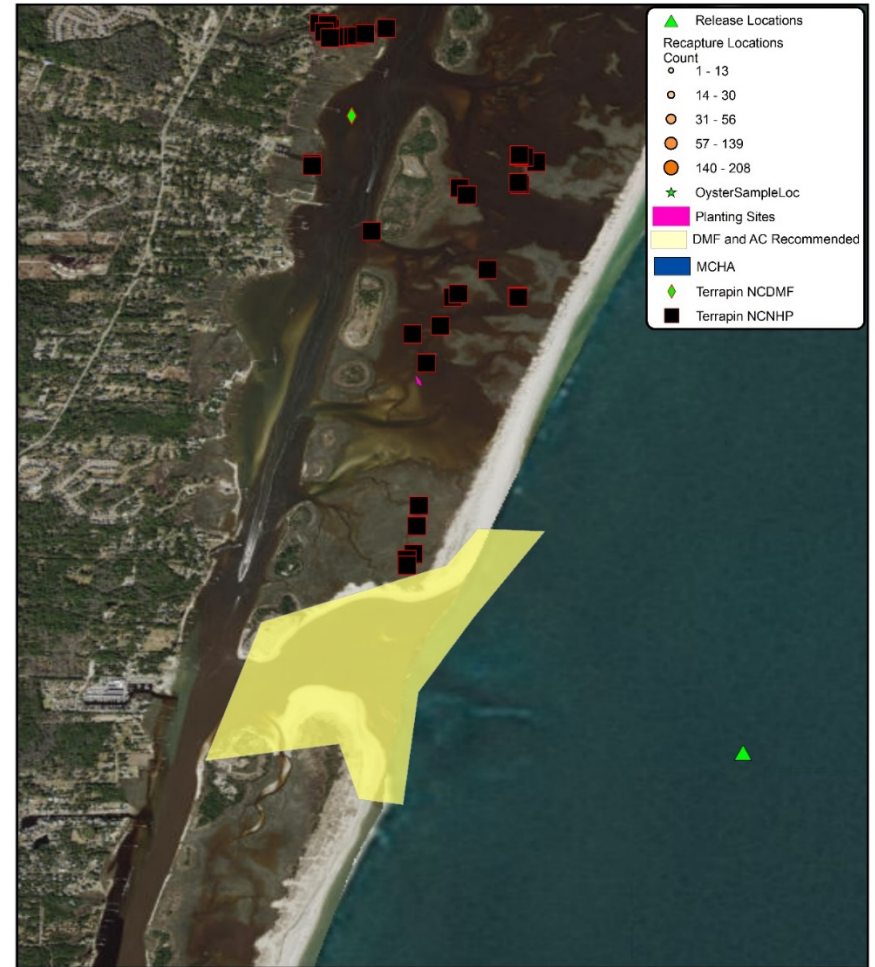 Release Locations
Recapture Locations
Count
1 - 13
14 - 30
31 - 56
57 - 139
140 - 208
OysterSampleLoc
Planting Sites
DMF and AC Recommended
MCHA
Terrapin NCDMF
Terrapin NCNHP